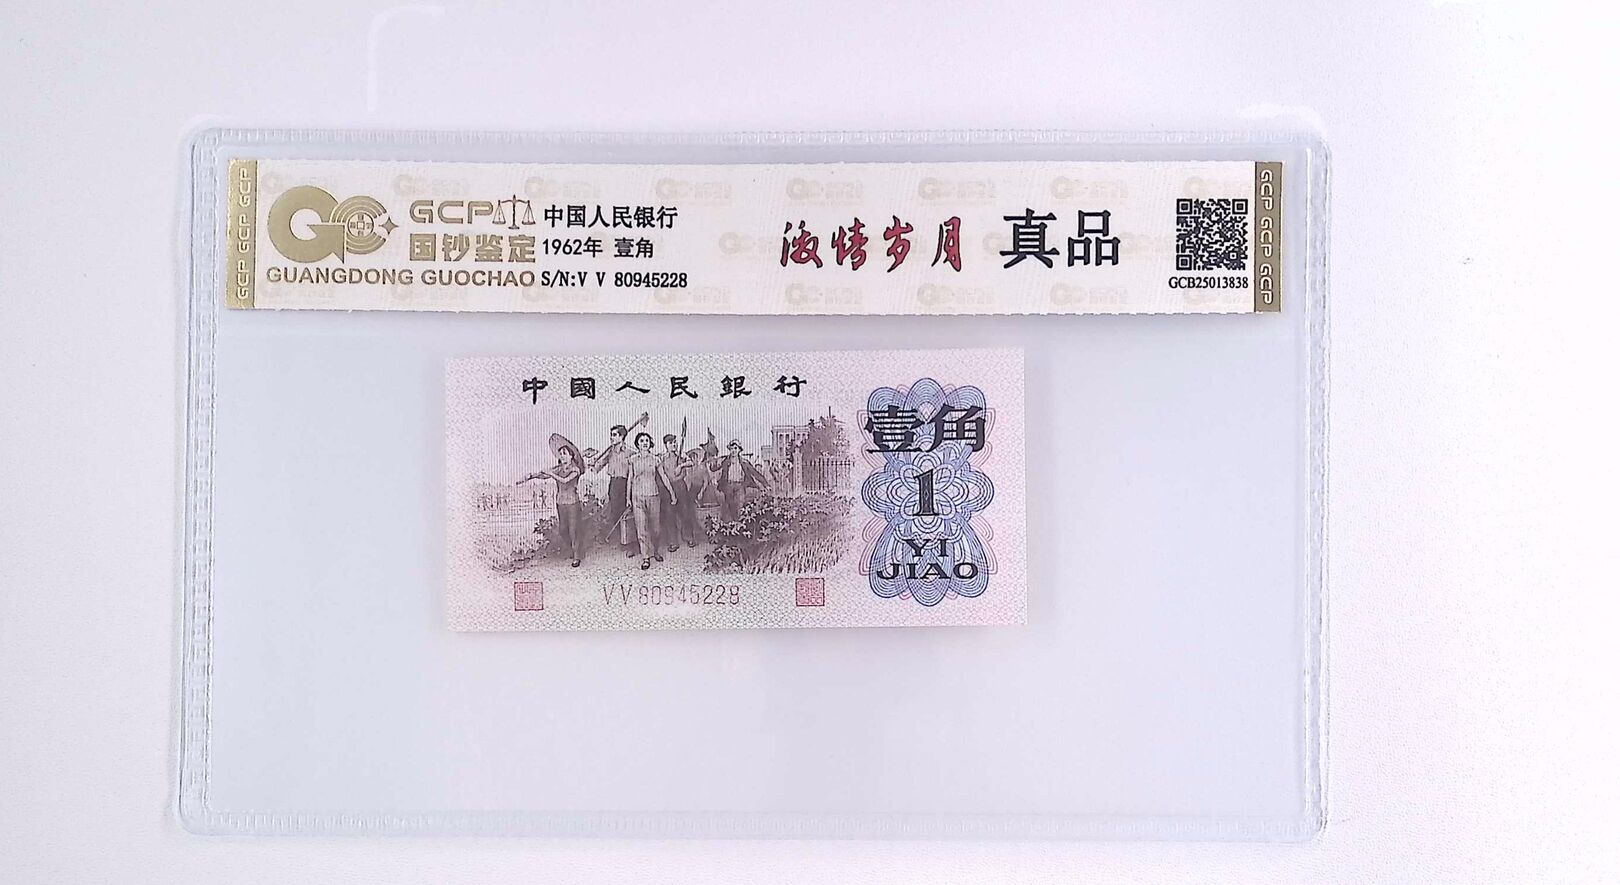 GCP GCP GCP
GCP
国钞鉴定
GUANGDONG GUOCHAO
中国人民银行
1962年 壹角
S/N:V V 80945228
激情岁月
真品
GCB25013838
GCP GCP GCP
中國人民銀行
壹角
1
YI
JIAO
VV80945228